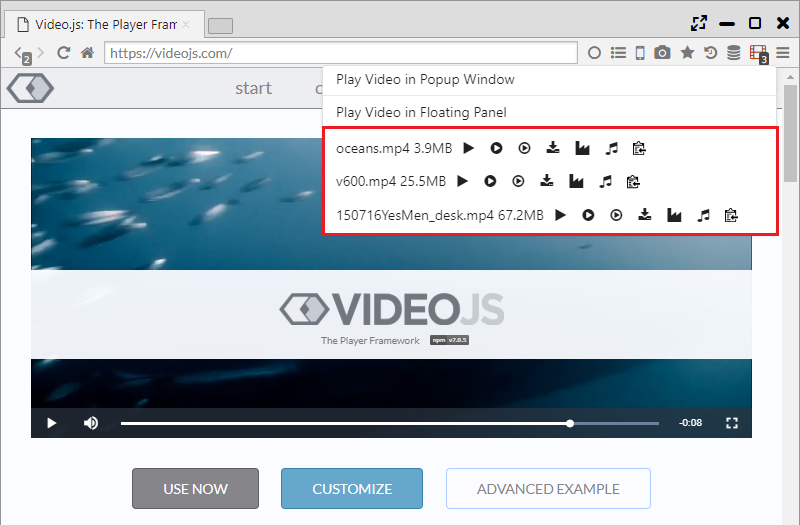 Video.js: The Player Fram
2
https://videojs.com/
3
start
Play Video in Popup Window
Play Video in Floating Panel
oceans.mp4 3.9MB
v600.mp4 25.5MB
150716YesMen_desk.mp4 67.2MB
VIDEOJS
The Player Framework npm v7.0.5
-0:08
USE NOW CUSTOMIZE ADVANCED EXAMPLE